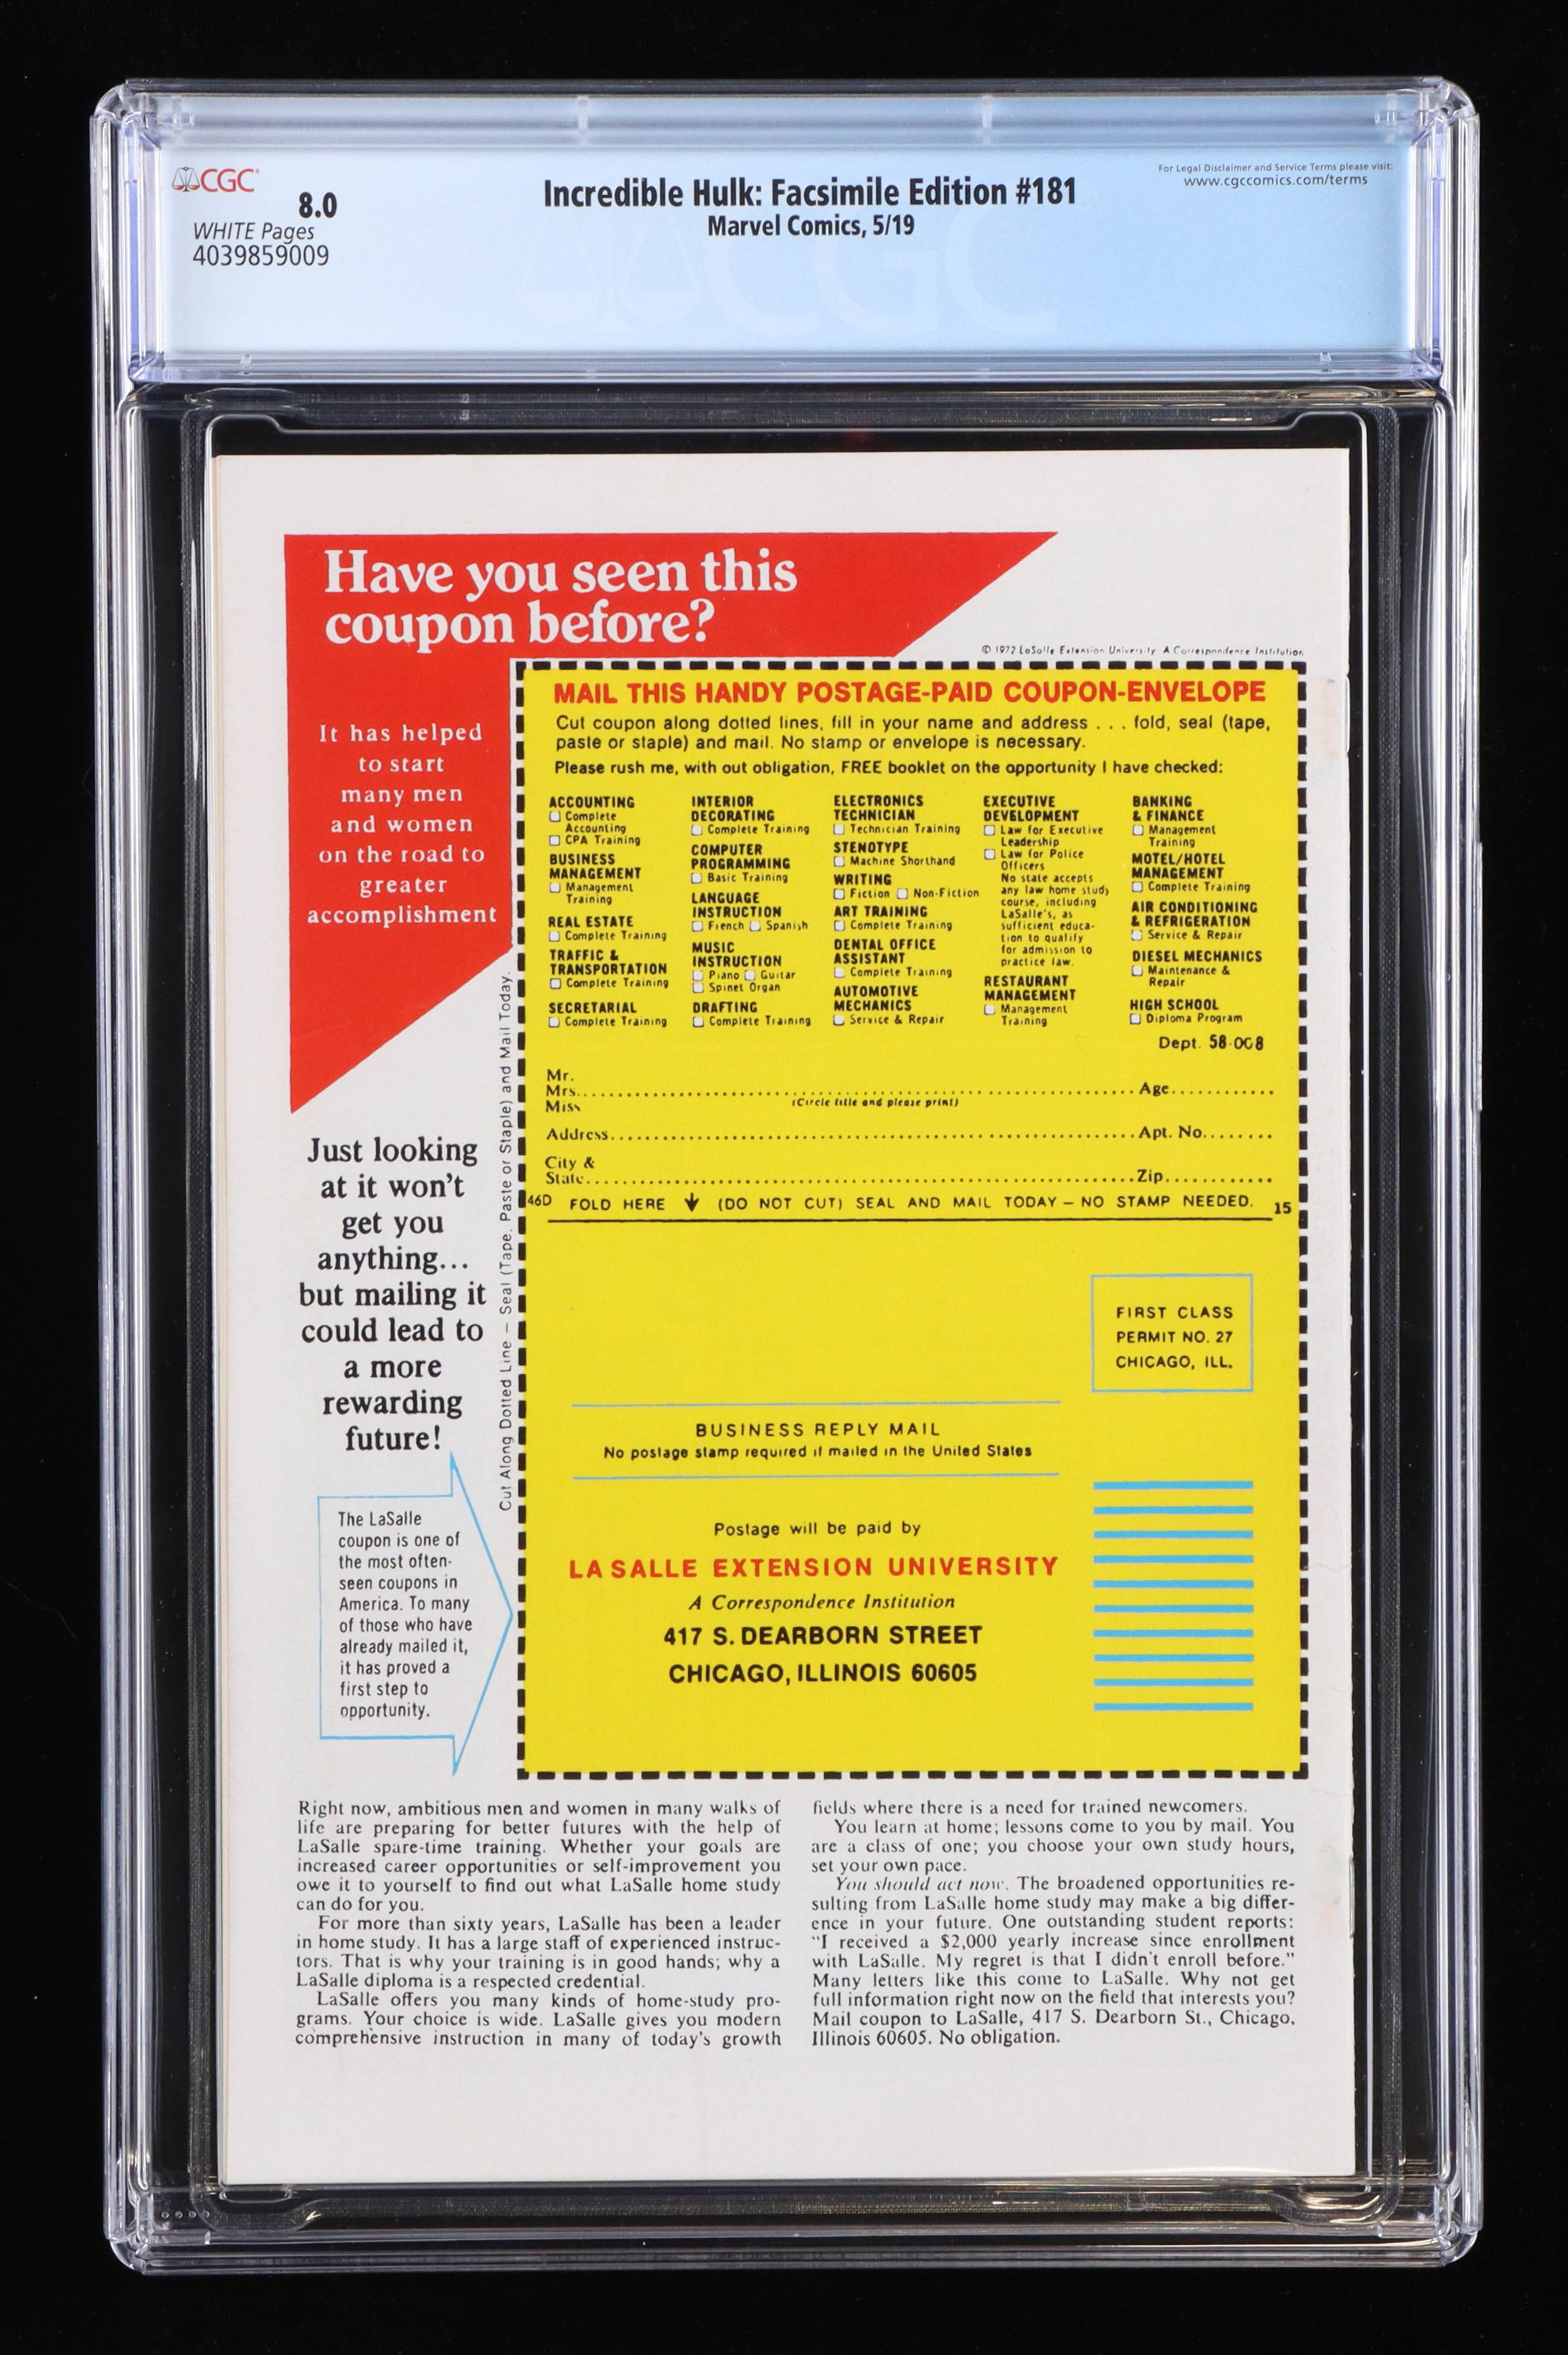 CGC
8.0
WHITE Pages
4039859009
Incredible Hulk: Facsimile Edition #181
Marvel Comics, 5/19
For Legal Disclaimer and Service Terms please visit:
www.cgccomics.com/terms
Have you seen this
coupon before?
It has helped
to start
many men
and women
on the road to
greater
accomplishment
Just looking
at it won't
get you
anything...
but mailing it
could lead to
a more
rewarding
future!
The LaSalle
coupon is one of
the most often-
seen coupons in
America. To many
of those who have
already mailed it,
it has proved a
first step to
opportunity.
Cut Along Dotted Line – Seal (Tape, Paste or Staple) and Mail Today.
© 1972 LaSalle Extension University A Correspondence Institution
MAIL THIS HANDY POSTAGE-PAID COUPON-ENVELOPE
Cut coupon along dotted lines, fill in your name and address . . . fold, seal (tape,
paste or staple) and mail. No stamp or envelope is necessary.
Please rush me, with out obligation, FREE booklet on the opportunity I have checked:
ACCOUNTING
Complete
Accounting
CPA Training
BUSINESS
MANAGEMENT
Management
Training
REAL ESTATE
Complete Training
TRAFFIC &
TRANSPORTATION
Complete Training
SECRETARIAL
Complete Training
INTERIOR
DECORATING
Complete Training
COMPUTER
PROGRAMMING
Basic Training
LANGUAGE
INSTRUCTION
French Spanish
MUSIC
INSTRUCTION
Piano Guitar
Spinet Organ
DRAFTING
Complete Training
ELECTRONICS
TECHNICIAN
Technician Training
STENOTYPE
Machine Shorthand
WRITING
Fiction Non-Fiction
ART TRAINING
Complete Training
DENTAL OFFICE
ASSISTANT
Complete Training
AUTOMOTIVE
MECHANICS
Service & Repair
EXECUTIVE
DEVELOPMENT
Law for Executive
Leadership
Law for Police
Officers
No state accepts
any law home study
course, including
LaSalle's, as
sufficient educa-
tion to qualify
for admission to
practice law.
RESTAURANT
MANAGEMENT
Management
Training
BANKING
& FINANCE
Management
Training
MOTEL/HOTEL
MANAGEMENT
Complete Training
AIR CONDITIONING
& REFRIGERATION
Service & Repair
DIESEL MECHANICS
Maintenance &
Repair
HIGH SCHOOL
Diploma Program
Dept. 58-008
Mr.
Mrs. Age
Miss (Circle title and please print)
Address Apt. No.
City &
State Zip
46D FOLD HERE (DO NOT CUT) SEAL AND MAIL TODAY – NO STAMP NEEDED. 15
FIRST CLASS
PERMIT NO. 27
CHICAGO, ILL.
BUSINESS REPLY MAIL
No postage stamp required if mailed in the United States
Postage will be paid by
LA SALLE EXTENSION UNIVERSITY
A Correspondence Institution
417 S. DEARBORN STREET
CHICAGO, ILLINOIS 60605
Right now, ambitious men and women in many walks of
life are preparing for better futures with the help of
LaSalle spare-time training. Whether your goals are
increased career opportunities or self-improvement you
owe it to yourself to find out what LaSalle home study
can do for you.
For more than sixty years, LaSalle has been a leader
in home study. It has a large staff of experienced instruc-
tors. That is why your training is in good hands; why a
LaSalle diploma is a respected credential.
LaSalle offers you many kinds of home-study pro-
grams. Your choice is wide. LaSalle gives you modern
comprehensive instruction in many of today's growth
fields where there is a need for trained newcomers.
You learn at home; lessons come to you by mail. You
are a class of one; you choose your own study hours,
set your own pace.
You should act now. The broadened opportunities re-
sulting from LaSalle home study may make a big differ-
ence in your future. One outstanding student reports:
"I received a $2,000 yearly increase since enrollment
with LaSalle. My regret is that I didn't enroll before."
Many letters like this come to LaSalle. Why not get
full information right now on the field that interests you?
Mail coupon to LaSalle, 417 S. Dearborn St., Chicago,
Illinois 60605. No obligation.